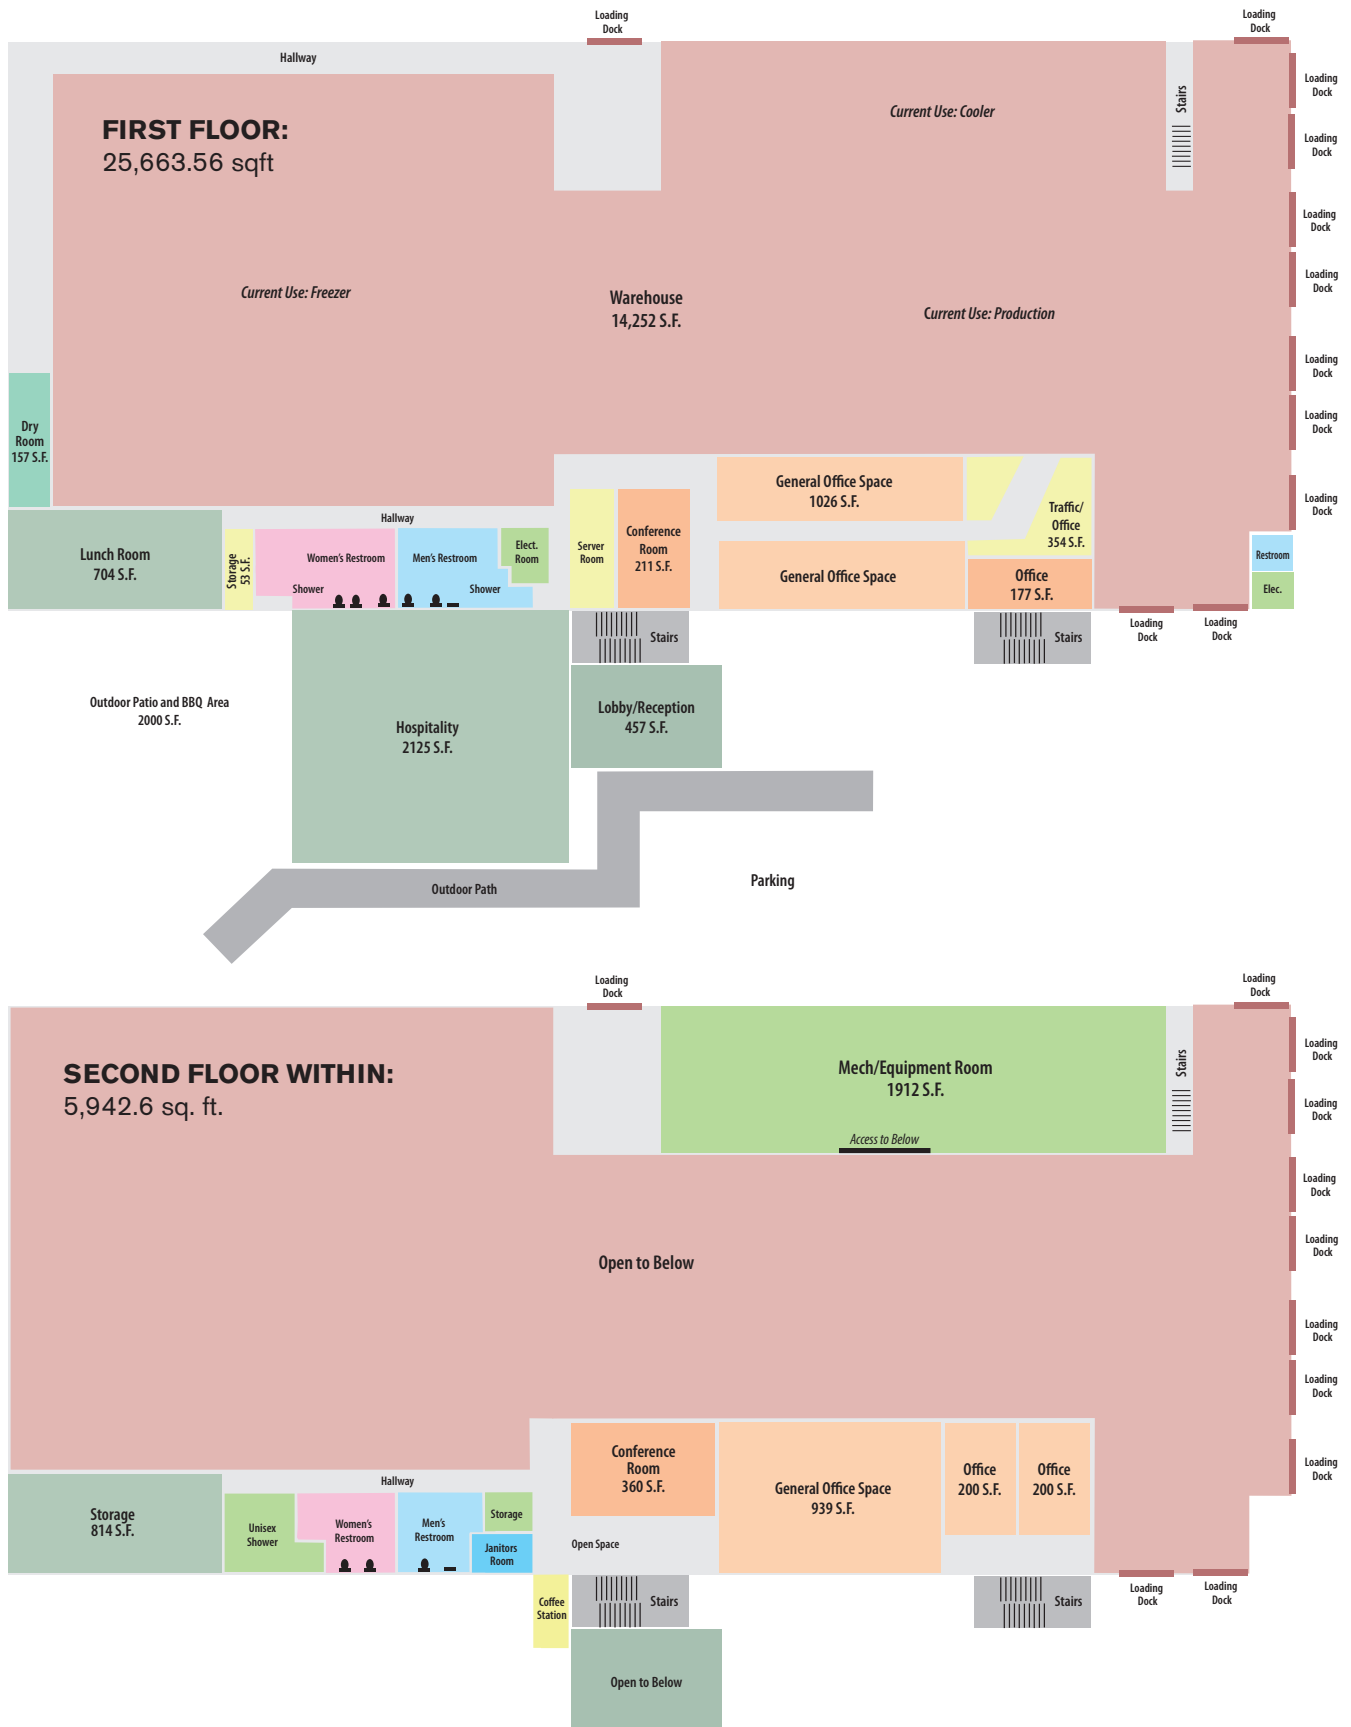 Loading
Dock
Loading
Dock
Hallway
Loading
Dock
Stairs
Current Use: Cooler
FIRST FLOOR:
25,663.56 sqft
Loading
Dock
Loading
Dock
Loading
Dock
Current Use: Freezer
Warehouse
14,252 S.F.
Current Use: Production
Loading
Dock
Loading
Dock
Dry
Room
157 S.F.
General Office Space
1026 S.F.
Loading
Dock
Traffic/
Office
354 S.F.
Hallway
Lunch Room
704 S.F.
Storage
53 S.F.
Women's Restroom
Shower
Men's Restroom
Shower
Elect.
Room
Server
Room
Conference
Room
211 S.F.
General Office Space
Office
177 S.F.
Restroom
Elec.
Stairs
Stairs
Loading
Dock
Loading
Dock
Outdoor Patio and BBQ Area
2000 S.F.
Hospitality
2125 S.F.
Lobby/Reception
457 S.F.
Outdoor Path
Parking
Loading
Dock
Loading
Dock
Loading
Dock
Stairs
Mech/Equipment Room
1912 S.F.
SECOND FLOOR WITHIN:
5,942.6 sq. ft.
Loading
Dock
Access to Below
Loading
Dock
Loading
Dock
Open to Below
Loading
Dock
Loading
Dock
Conference
Room
360 S.F.
General Office Space
939 S.F.
Office
200 S.F.
Office
200 S.F.
Loading
Dock
Hallway
Storage
814 S.F.
Unisex
Shower
Women's
Restroom
Men's
Restroom
Storage
Janitors
Room
Open Space
Coffee
Station
Stairs
Stairs
Loading
Dock
Loading
Dock
Open to Below